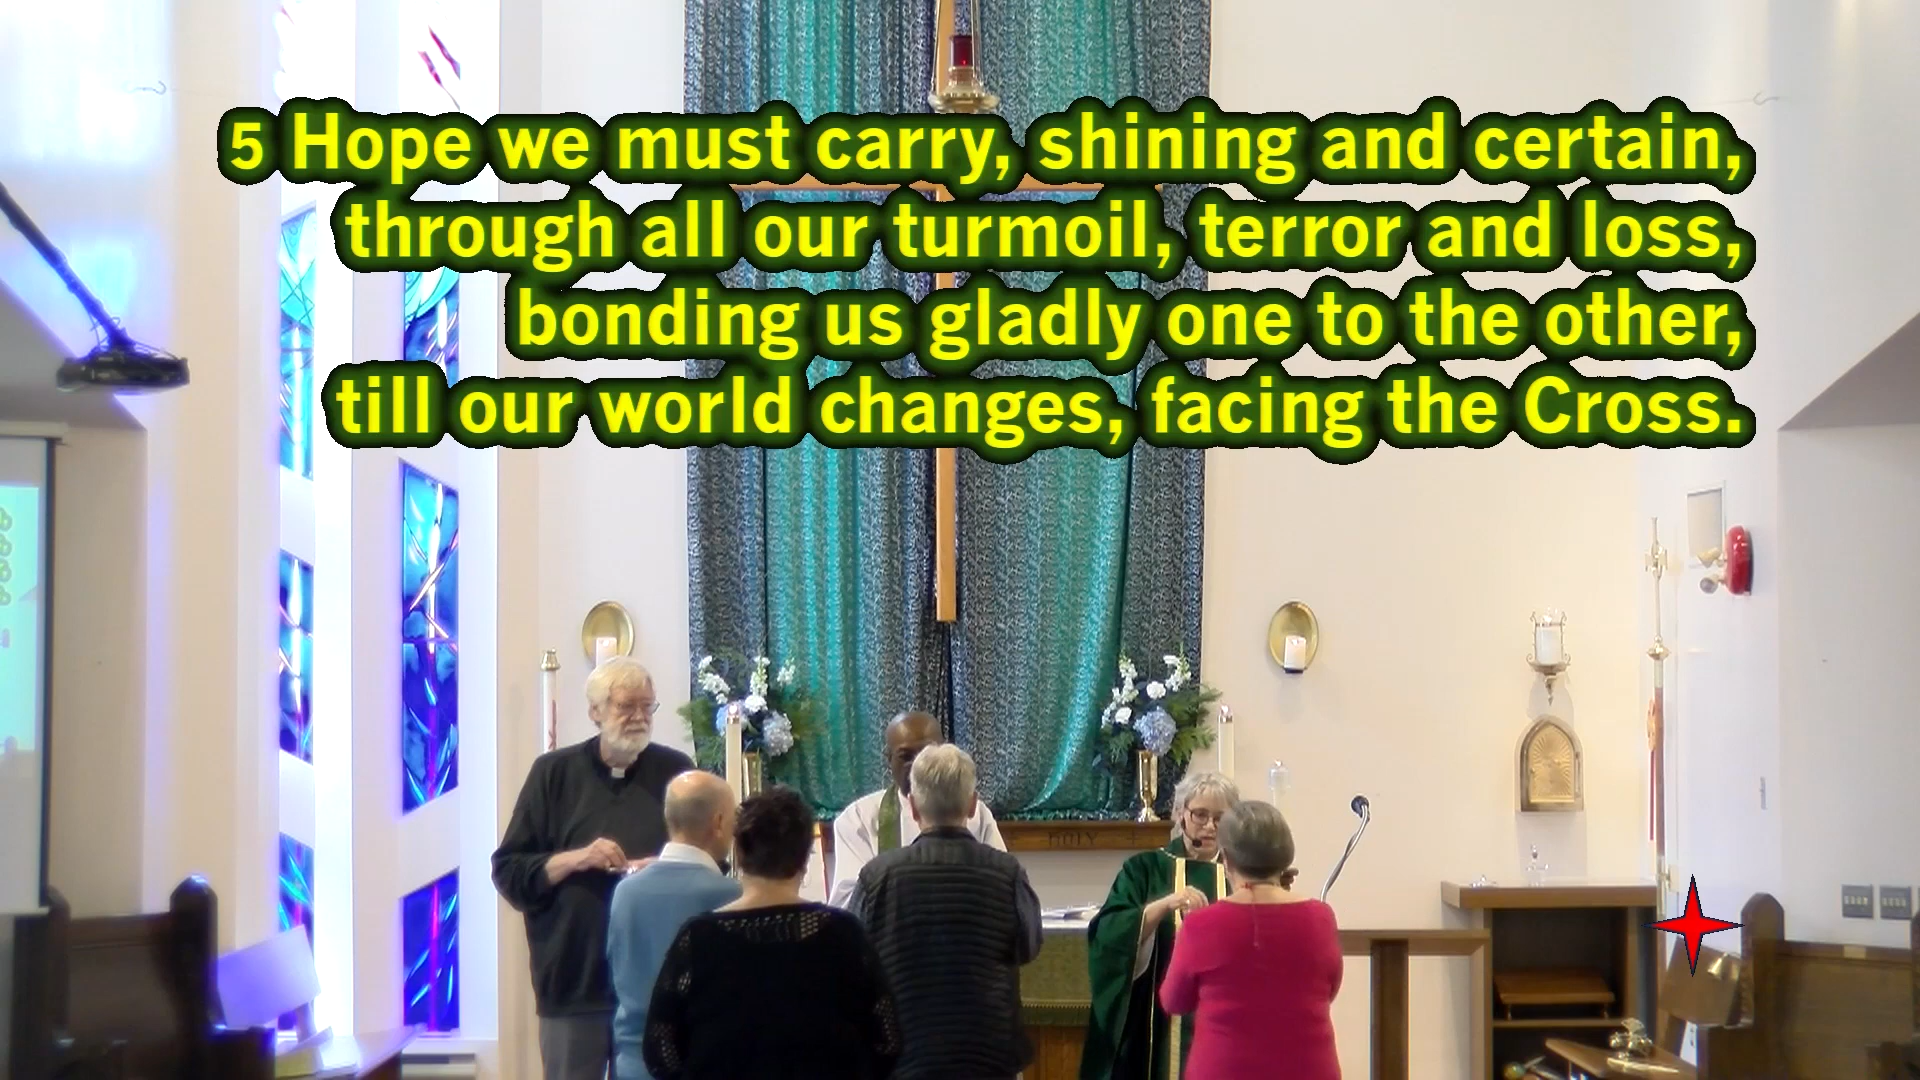 5 Hope we must carry, shining and certain,
through all our turmoil, terror and loss,
bonding us gladly one to the other,
till our world changes, facing the Cross.
HOLY